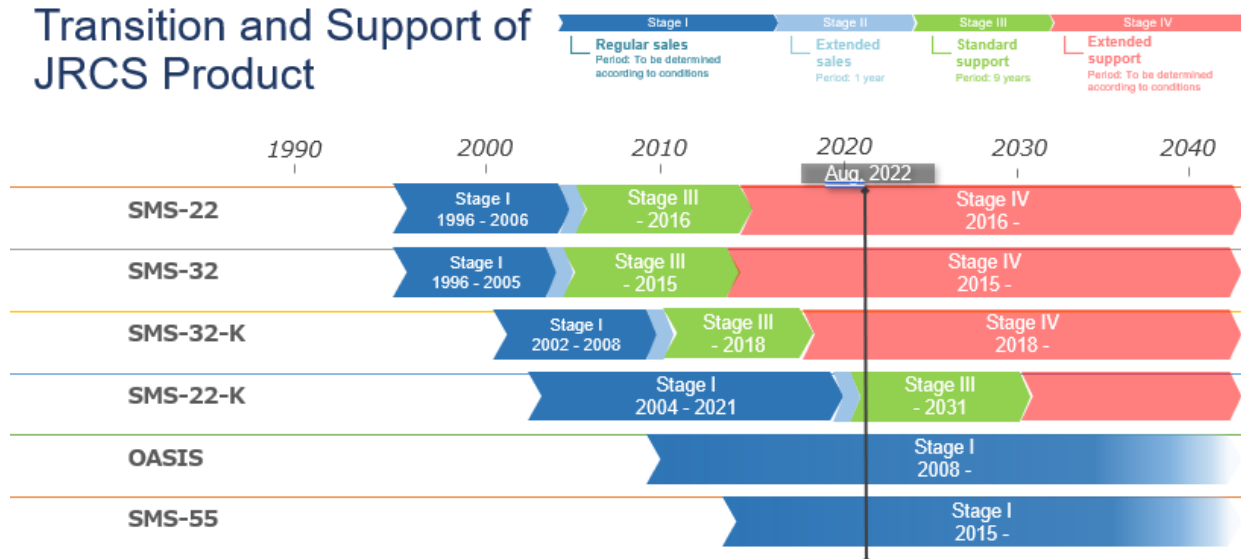 Transition and Support of
JRCS Product
Stage I
Stage II
Stage III
Stage IV
Regular sales
Period: To be determined
according to conditions
Extended
sales
Period: 1 year
Standard
support
Period: 9 years
Extended
support
Period: To be determined
according to conditions
1990
2000
2010
2020
2030
2040
Aug. 2022
SMS-22
Stage I
1996 - 2006
Stage III
- 2016
Stage IV
2016 -
SMS-32
Stage I
1996 - 2005
Stage III
- 2015
Stage IV
2015 -
SMS-32-K
Stage I
2002 - 2008
Stage III
- 2018
Stage IV
2018 -
SMS-22-K
Stage I
2004 - 2021
Stage III
- 2031
OASIS
Stage I
2008 -
SMS-55
Stage I
2015 -